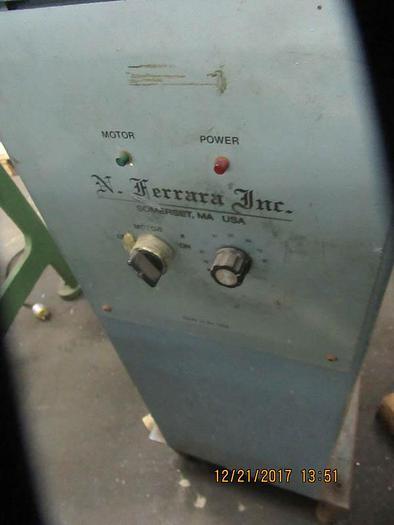 MOTOR POWER
N. Ferrara Inc.
SOMERSET, MA USA
MOTOR
ON
12/21/2017 13:51